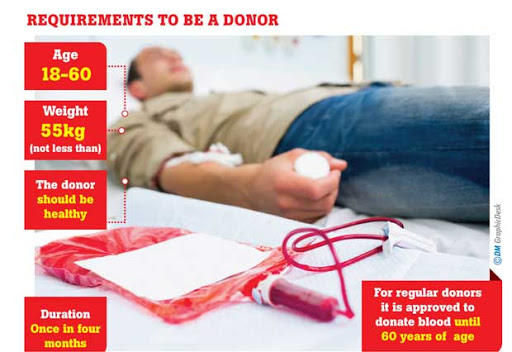 REQUIREMENTS TO BE A DONOR
Age
18-60
Weight
55kg
(not less than)
The donor
should be
healthy
Duration
Once in four
months
For regular donors
it is approved to
donate blood until
60 years of age
©DM GraphicDesk